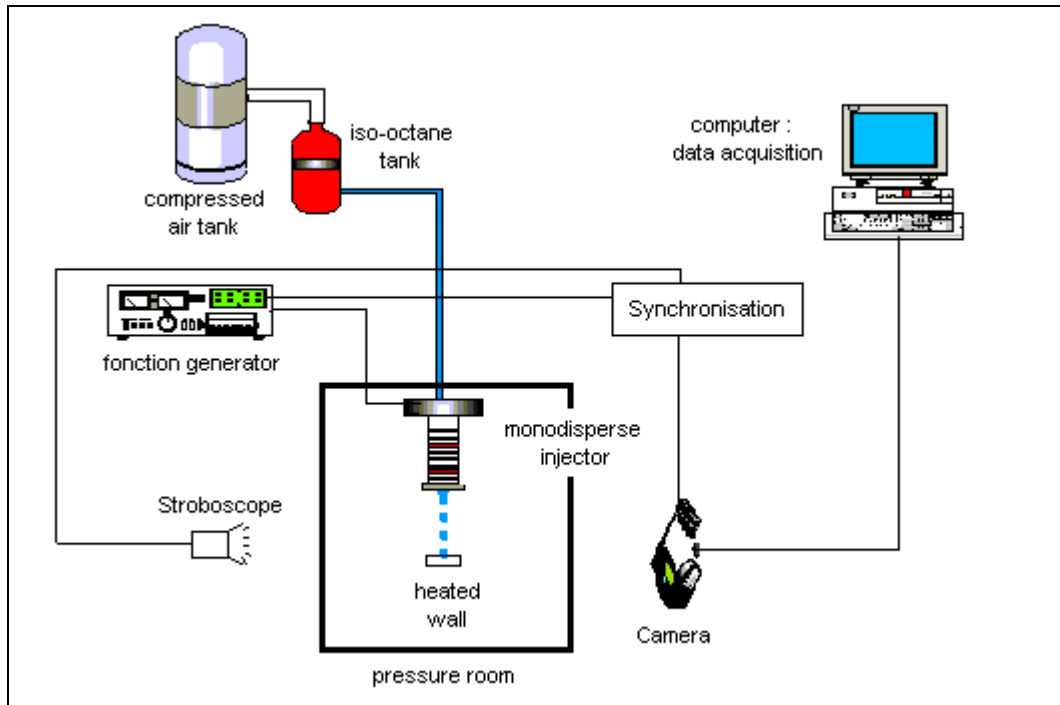 iso-octane
tank
computer :
data acquisition
compressed
air tank
Synchronisation
fonction generator
monodisperse
injector
Stroboscope
heated
wall
Camera
pressure room